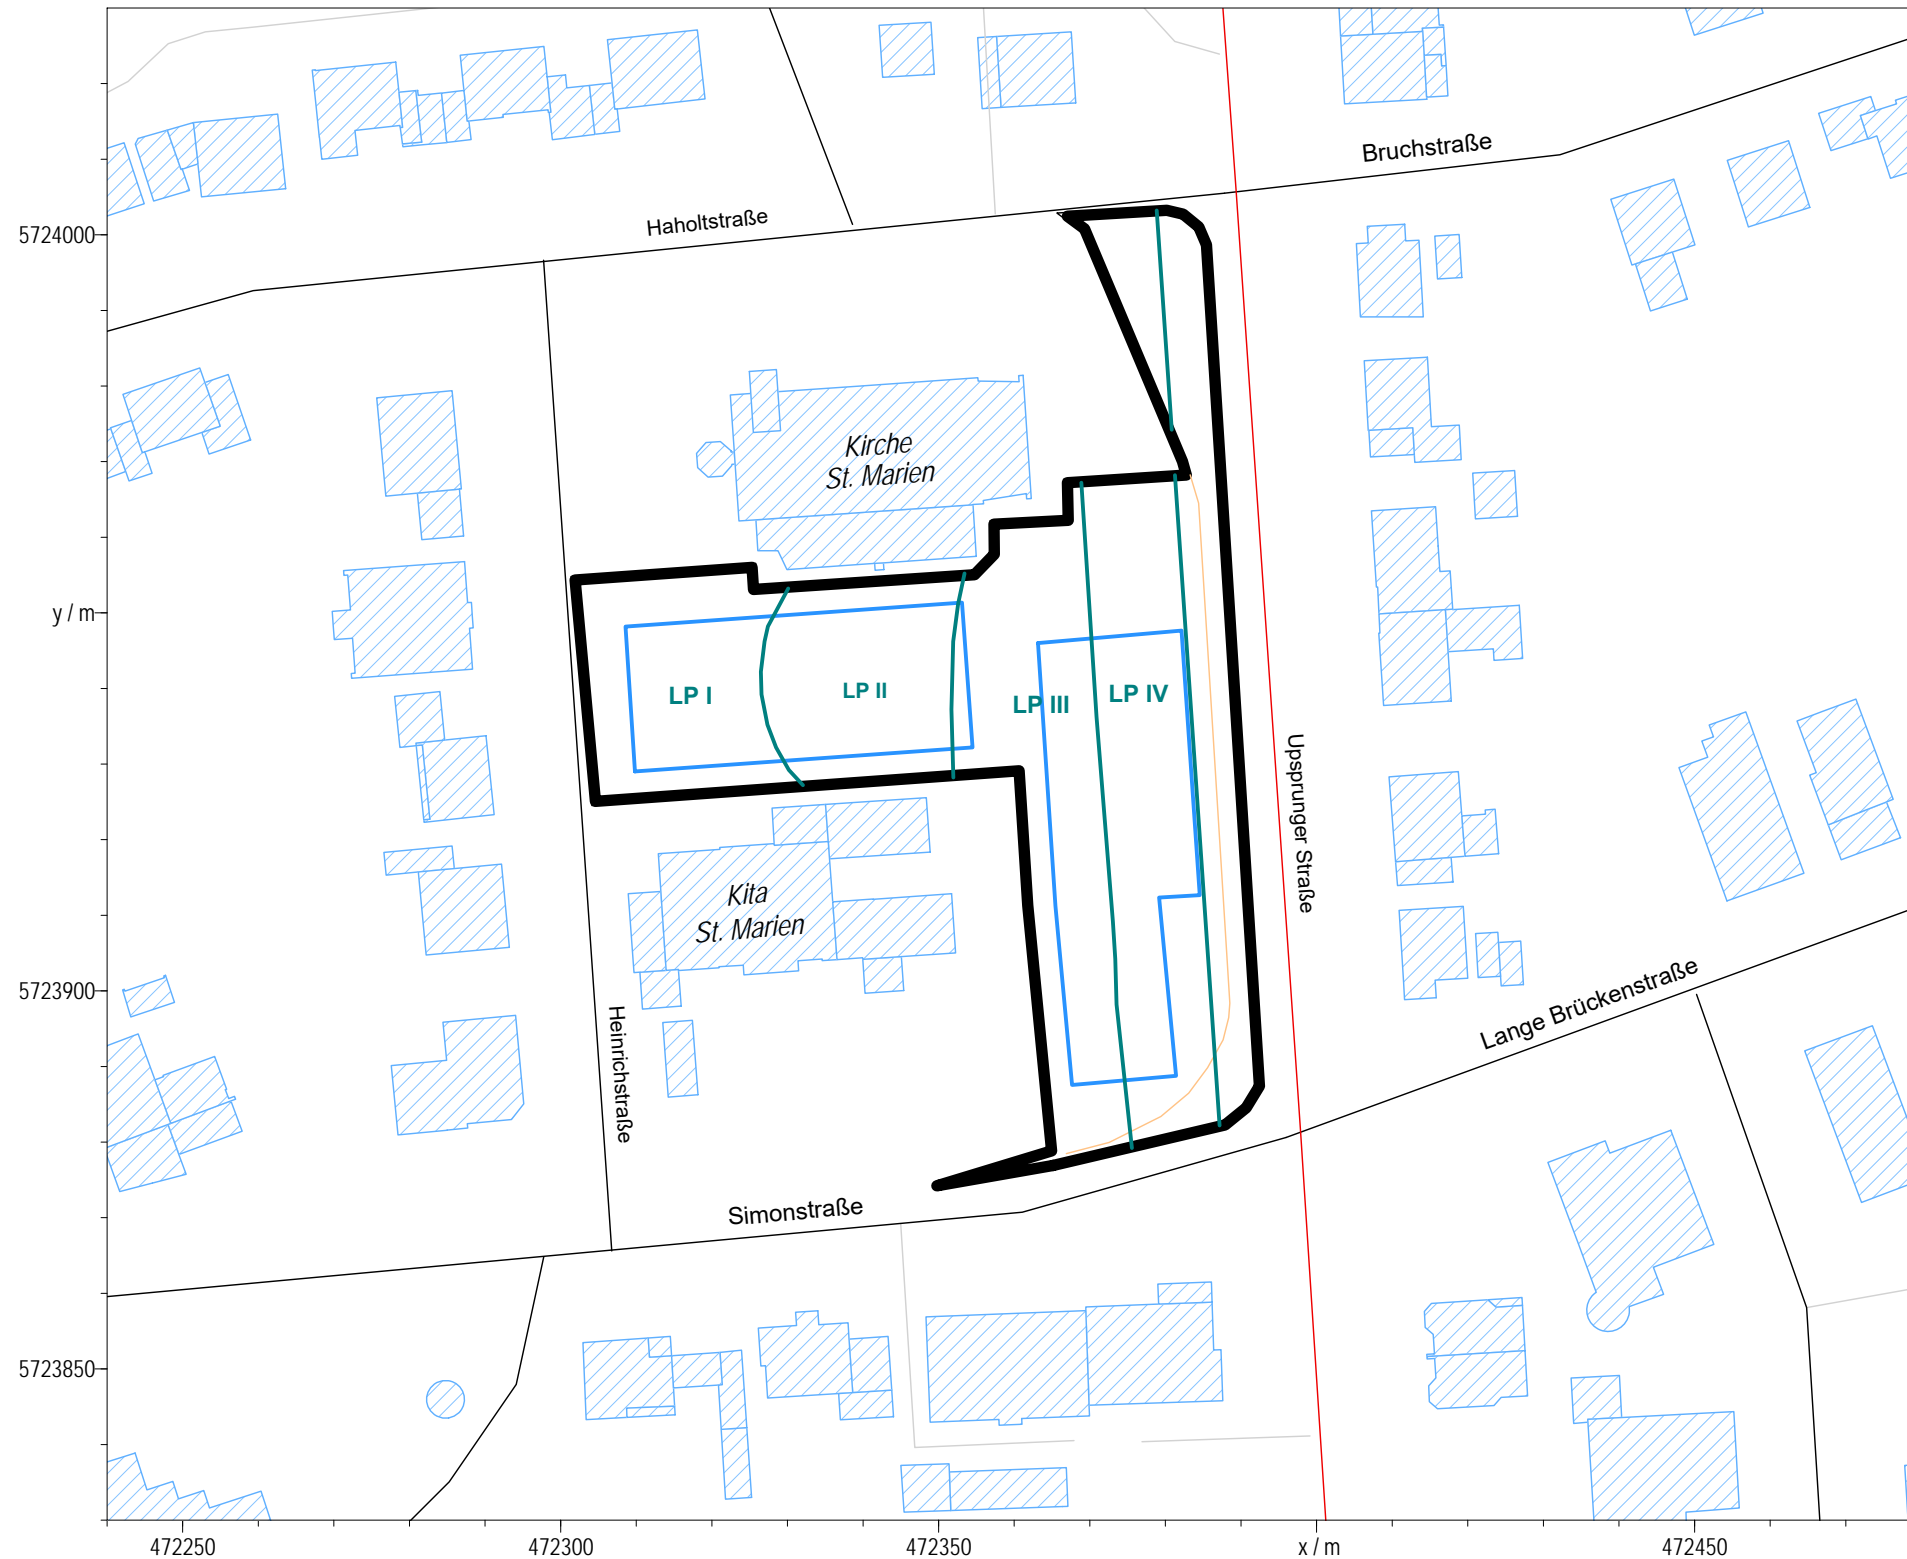 Bruchstraße
Haholtstraße
5724000
Kirche
St. Marien
y / m
LP I
LP II
LP III
LP IV
Upsprunger Straße
Kita
St. Marien
5723900
Lange Brückenstraße
Heinrichstraße
Simonstraße
5723850
472250
472300
472350
x / m
472450